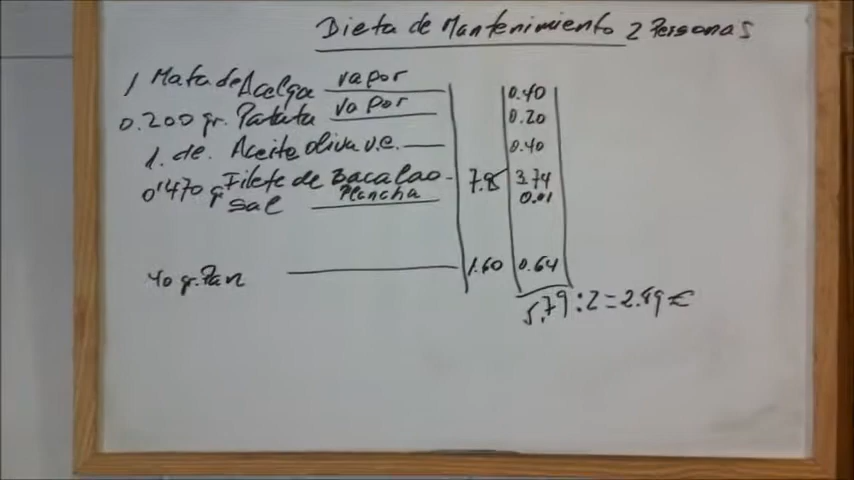 Dieta de Mantenimiento 2 Personas
1 Mata de Acelga vapor 0.40
0.200 gr. Patata vapor 0.20
1. de. Aceite oliva v.e. 0.40
0'470 g Filete de Bacalao Plancha 7.95 3.74
Sal 0.01
40 gr. Pan 1.60 0.64
5.79:2=2.89€